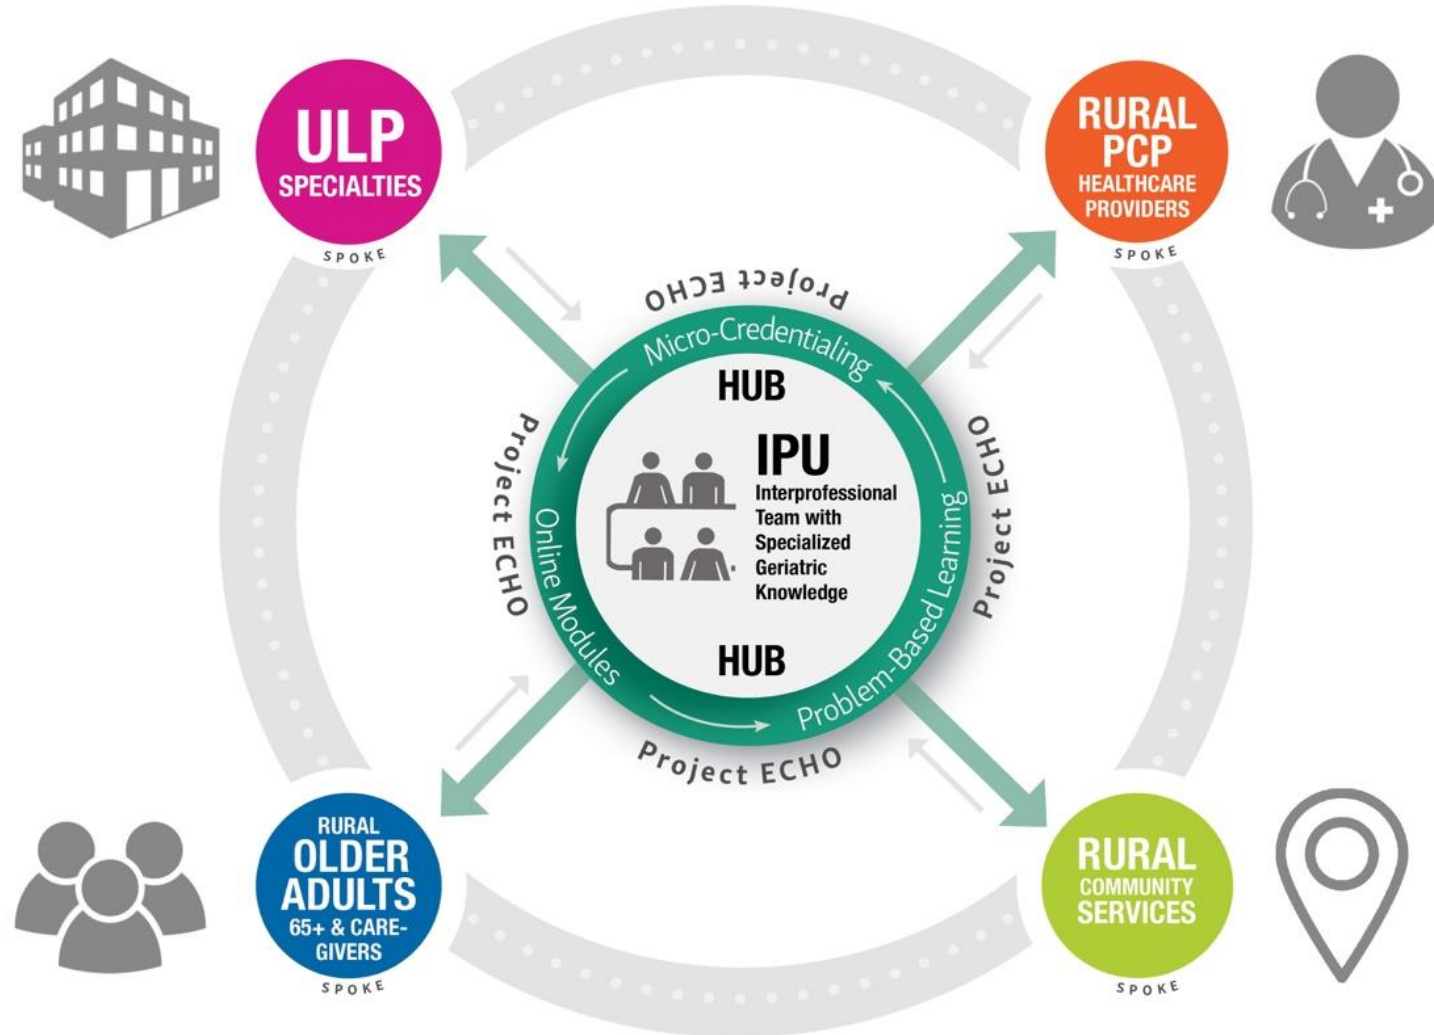 ULP
SPECIALTIES
SPOKE
RURAL
PCP
HEALTHCARE
PROVIDERS
SPOKE
Project ECHO
Project ECHO
Project ECHO
Project ECHO
Micro-Credentialing
Online Modules
Problem-Based Learning
HUB
IPU
Interprofessional
Team with
Specialized
Geriatric
Knowledge
HUB
RURAL
OLDER
ADULTS
65+ & CARE-
GIVERS
SPOKE
RURAL
COMMUNITY
SERVICES
SPOKE